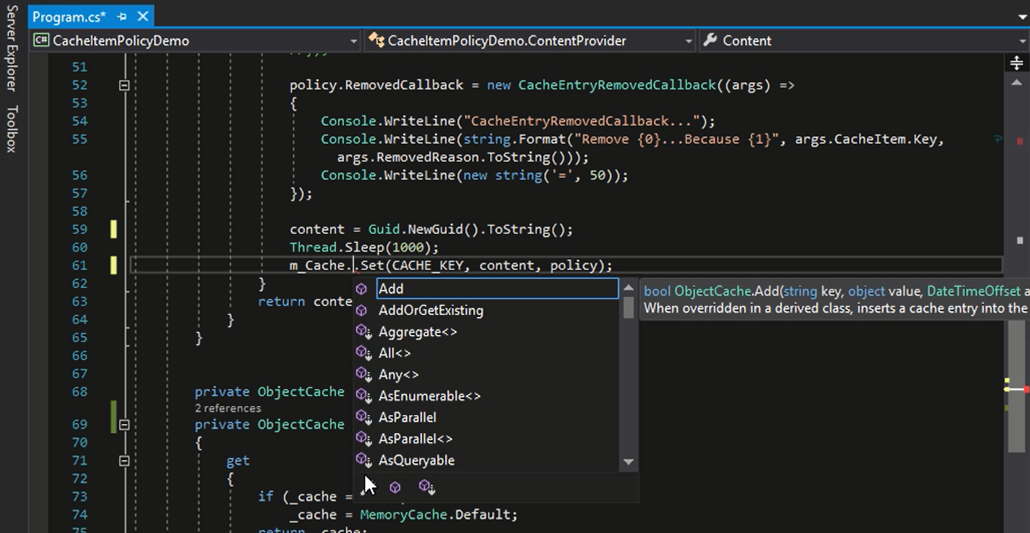 Server Explorer
Toolbox
Program.cs*
CacheItemPolicyDemo
CacheItemPolicyDemo.ContentProvider
Content
51
52 policy.RemovedCallback = new CacheEntryRemovedCallback((args) =>
53 {
54 Console.WriteLine("CacheEntryRemovedCallback...");
55 Console.WriteLine(string.Format("Remove {0}...Because {1}", args.CacheItem.Key,
args.RemovedReason.ToString()));
56 Console.WriteLine(new string('=', 50));
57 });
58
59 content = Guid.NewGuid().ToString();
60 Thread.Sleep(1000);
61 m_Cache..Set(CACHE_KEY, content, policy);
62 }
63 return conte
64 }
65 }
66
67
68 private ObjectCache
2 references
69 private ObjectCache
70 {
71 get
72 {
73 if (_cache =
74 _cache = MemoryCache.Default;
75 return _cache;
Add
AddOrGetExisting
Aggregate<>
All<>
Any<>
AsEnumerable<>
AsParallel
AsParallel<>
AsQueryable
bool ObjectCache.Add(string key, object value, DateTimeOffset a
When overridden in a derived class, inserts a cache entry into the